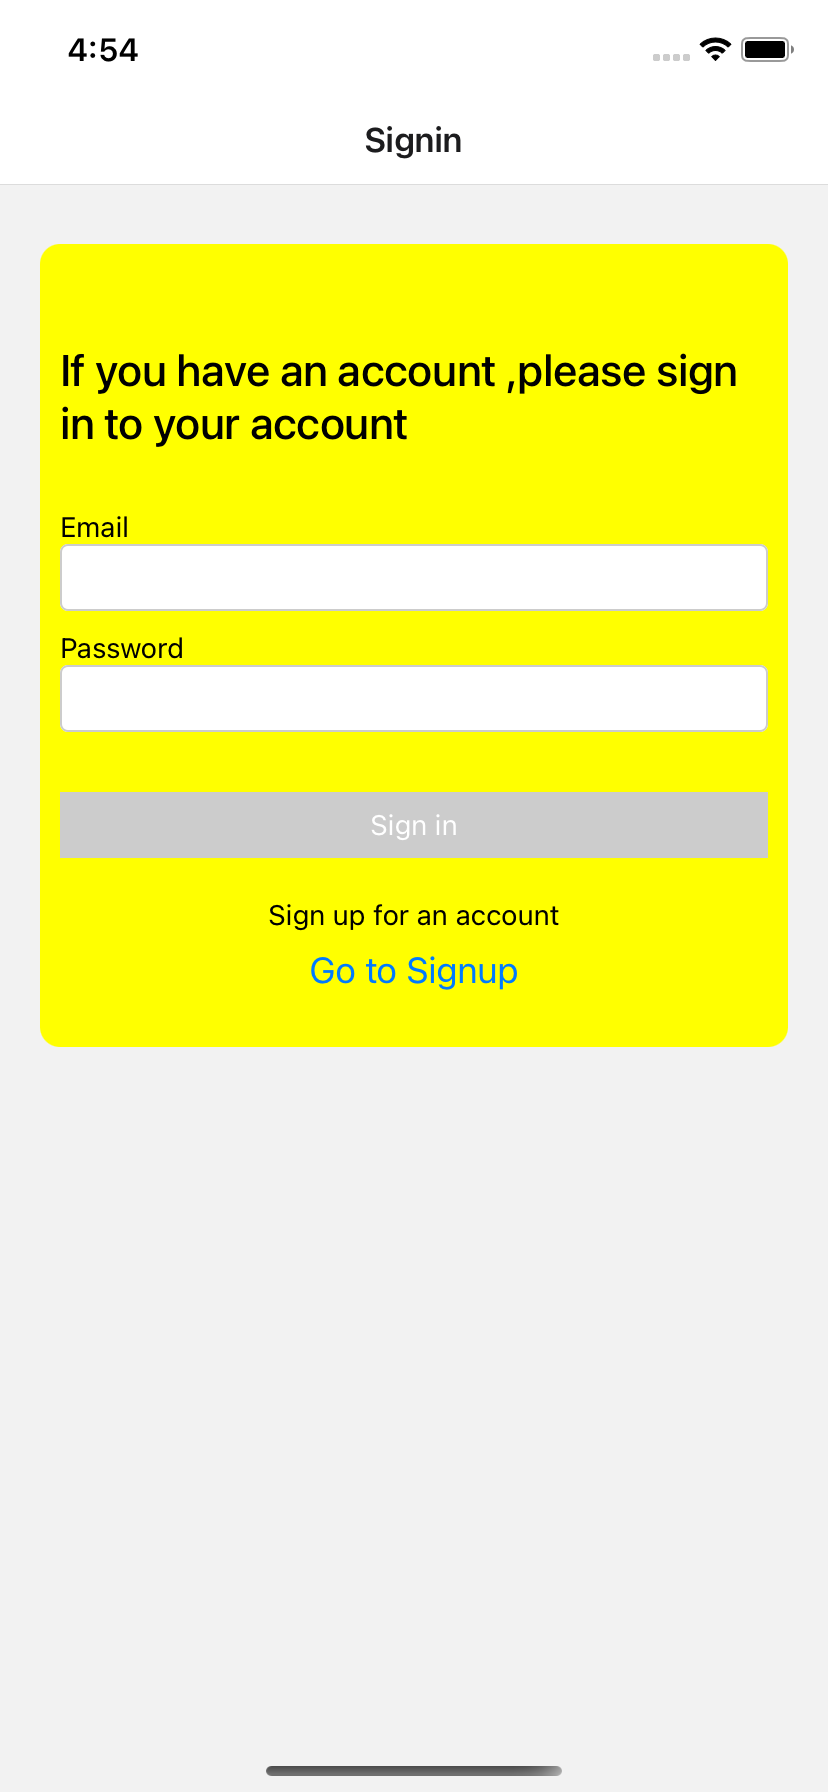 4:54
Signin
If you have an account ,please sign
in to your account
Email
Password
Sign in
Sign up for an account
Go to Signup